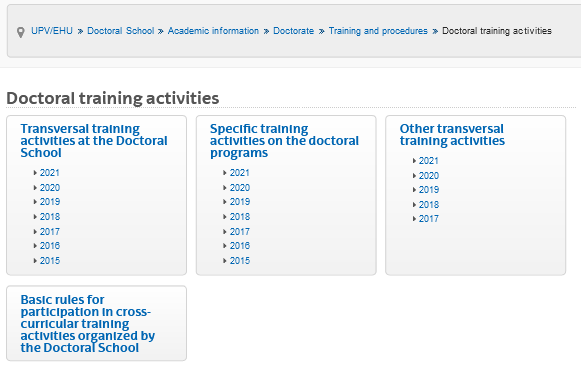 UPV/EHU » Doctoral School » Academic information » Doctorate » Training and procedures » Doctoral training activities
Doctoral training activities
Transversal training
activities at the Doctoral
School
2021
2020
2019
2018
2017
2016
2015
Specific training
activities on the doctoral
programs
2021
2020
2019
2018
2017
2016
2015
Other transversal
training activities
2021
2020
2019
2018
2017
Basic rules for
participation in cross-
curricular training
activities organized by
the Doctoral School